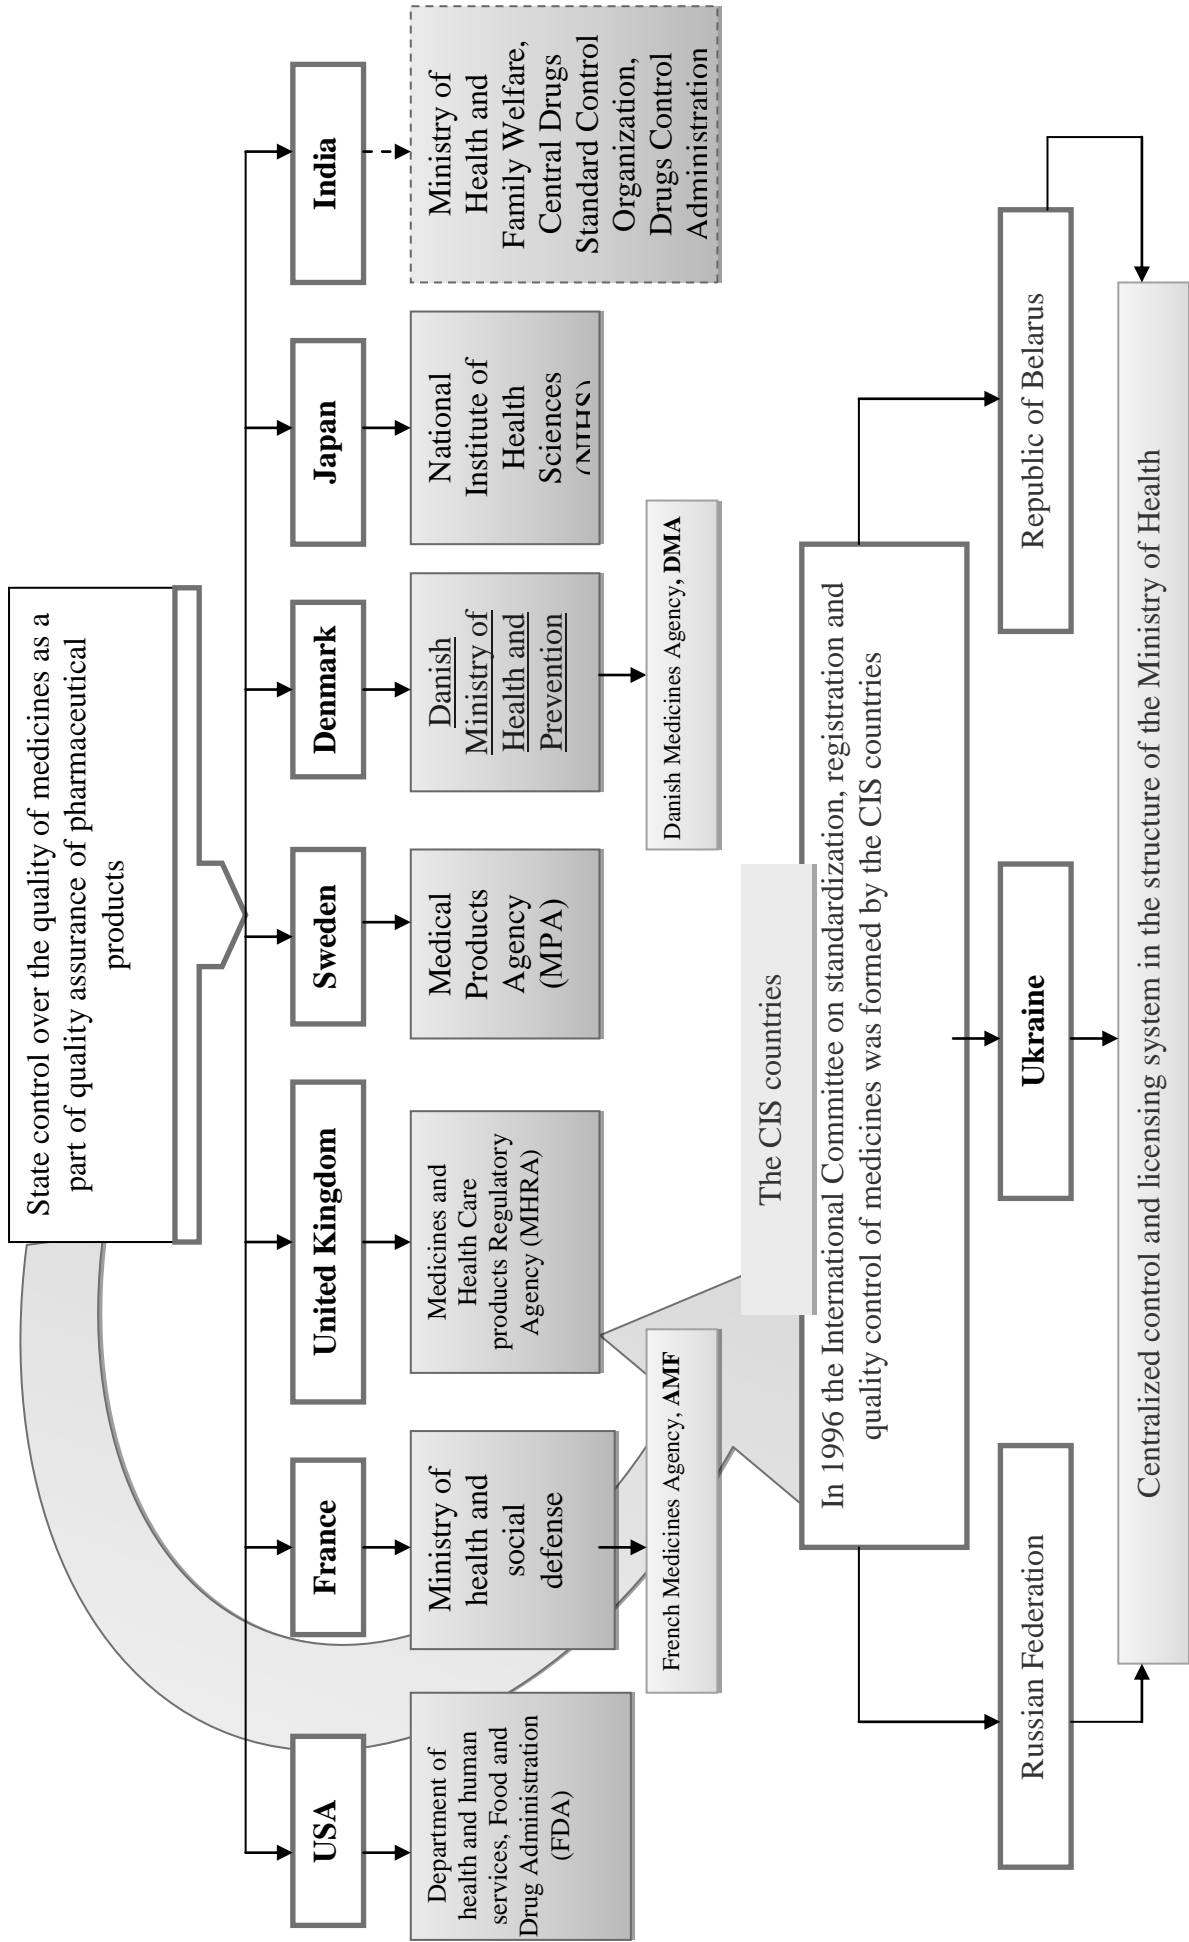 State control over the quality of medicines as a
part of quality assurance of pharmaceutical
products
USA
France
United Kingdom
Sweden
Denmark
Japan
India
Department of
health and human
services, Food and
Drug Administration
(FDA)
Ministry of
health and
social
defense
Medicines and
Health Care
products Regulatory
Agency (MHRA)
Medical
Products
Agency
(MPA)
Danish
Ministry of
Health and
Prevention
National
Institute of
Health
Sciences
(NIHS)
Ministry of
Health and
Family Welfare,
Central Drugs
Standard Control
Organization,
Drugs Control
Administration
French Medicines Agency, AMF
Danish Medicines Agency, DMA
The CIS countries
In 1996 the International Committee on standardization, registration and
quality control of medicines was formed by the CIS countries
Russian Federation
Ukraine
Republic of Belarus
Centralized control and licensing system in the structure of the Ministry of Health